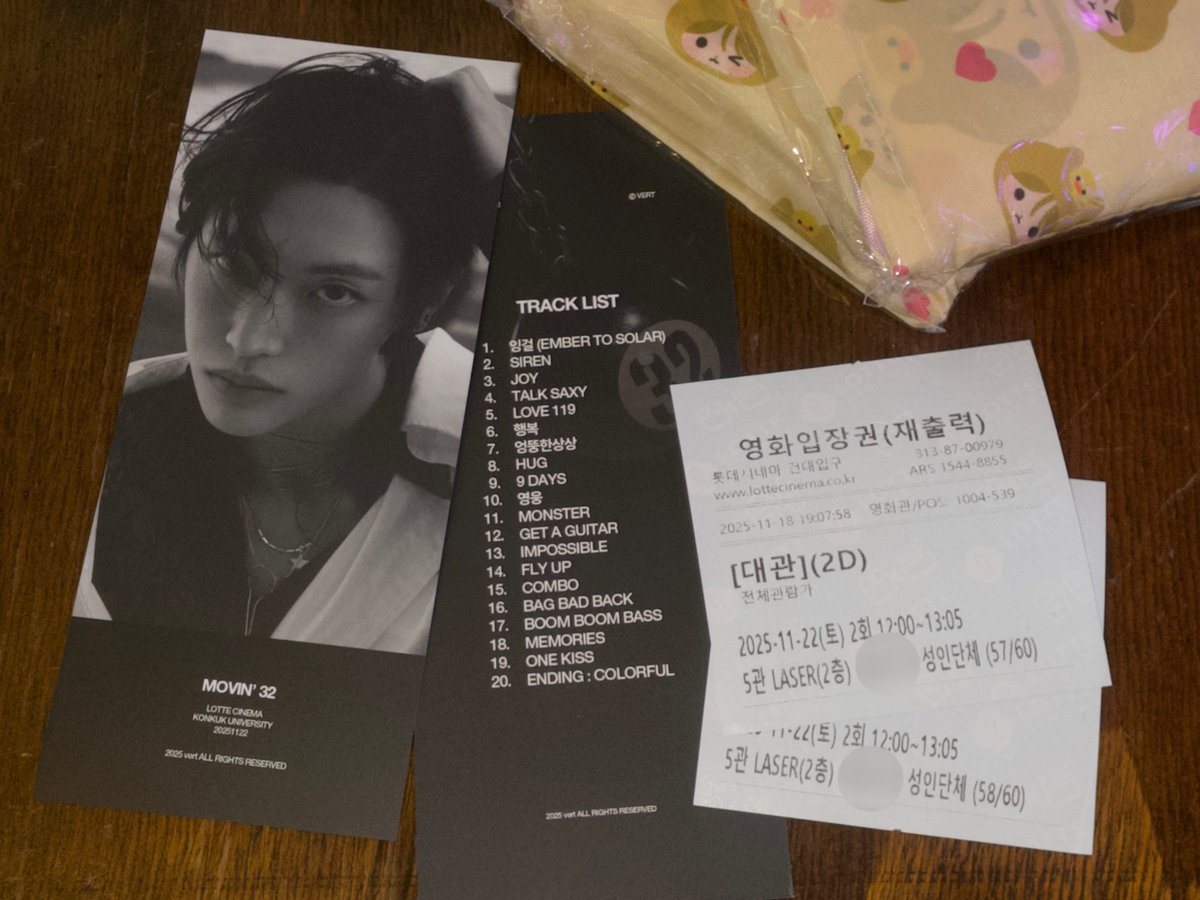 MOVIN' 32
LOTTE CINEMA
KONKUK UNIVERSITY
20251122
2025 vert ALL RIGHTS RESERVED
© VERT
TRACK LIST
32
1. 잉걸 (EMBER TO SOLAR)
2. SIREN
3. JOY
4. TALK SAXY
5. LOVE 119
6. 행복
7. 엉뚱한상상
8. HUG
9. 9 DAYS
10. 영웅
11. MONSTER
12. GET A GUITAR
13. IMPOSSIBLE
14. FLY UP
15. COMBO
16. BAG BAD BACK
17. BOOM BOOM BASS
18. MEMORIES
19. ONE KISS
20. ENDING : COLORFUL
2025 vert ALL RIGHTS RESERVED
영화입장권(재출력)
롯데시네마 건대입구 313-87-00979
www.lottecinema.co.kr ARS 1544-8855
2025-11-18 19:07:58 영화관/POS: 1004-539
[대관](2D)
전체관람가
2025-11-22(토) 2회 12:00~13:05
5관 LASER(2층) 성인단체 (57/60)
11-22(토) 2회 12:00~13:05
5관 LASER(2층) 성인단체 (58/60)